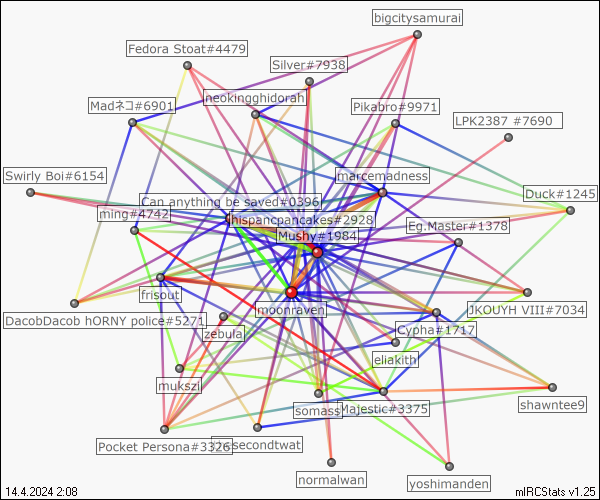 bigcitysamurai
Fedora Stoat#4479
Silver#7938
neokingghidorah
Madネコ#6901
Pikabro#9971
LPK2387 #7690
marcemadness
Swirly Boi#6154
Can anything be saved#0396
Duck#1245
ming#4742
hispancpancakes#2928
Eg.Master#1378
Mushy#1984
frisout
moonraven
JKOUYH VIII#7034
DacobDacob hORNY police#5271
zebula
Cypha#1717
eliakith
mukszi
somass
Majestic#3375
shawntee9
Pocket Persona#3326
secondtwat
normalwan
yoshimanden
14.4.2024 2:08
mIRCStats v1.25